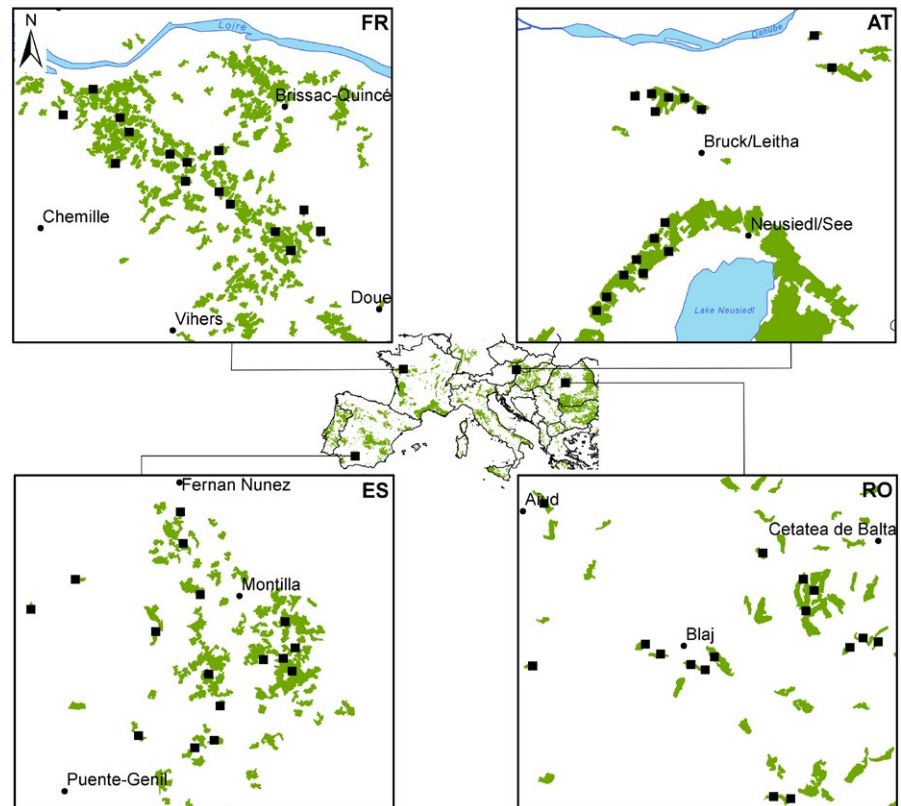 N
FR
Loire
Brissac-Quincé
Chemille
Doue
Vihers
AT
Danube
Bruck/Leitha
Neusiedl/See
Lake Neusiedl
ES
Fernan Nunez
Montilla
Puente-Genil
RO
Aiud
Cetatea de Balta
Blaj